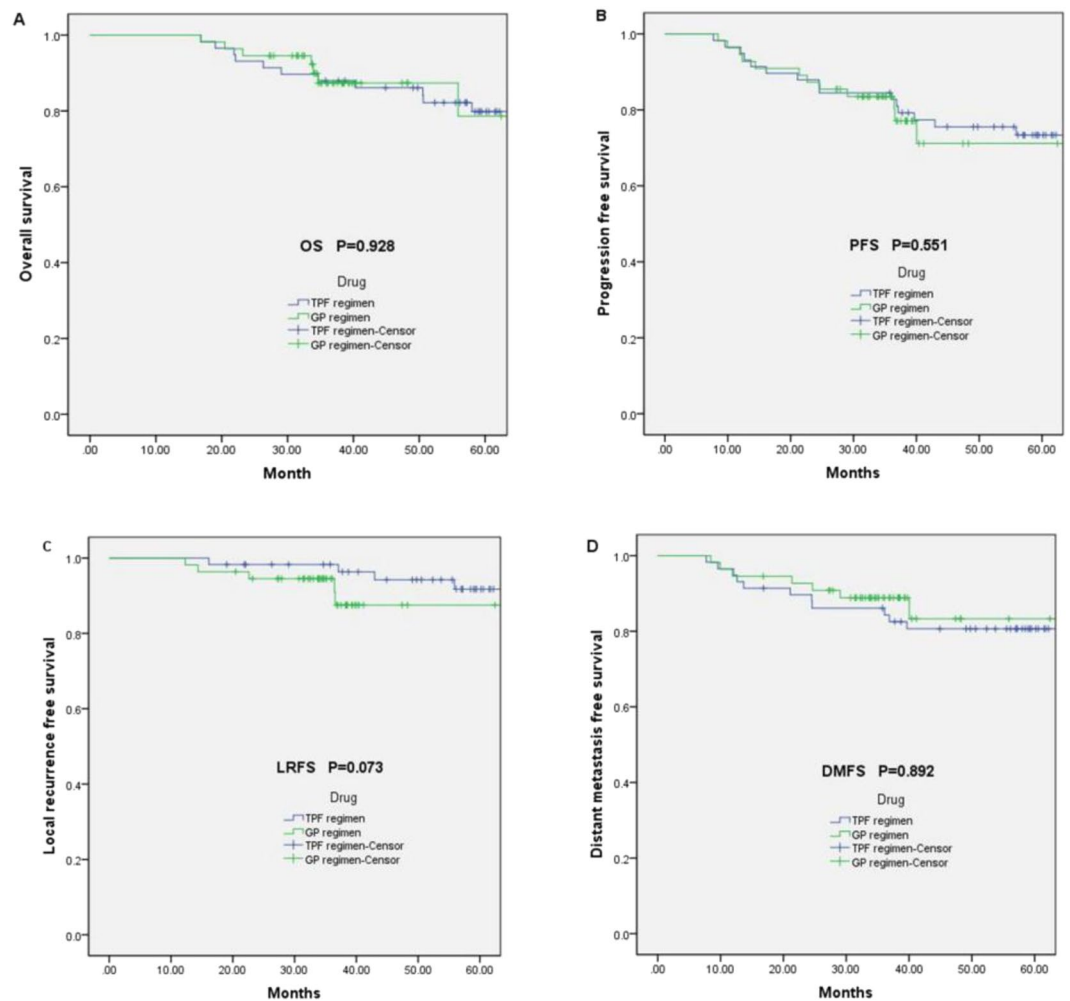 A
Overall survival
1.0
0.8
0.6
0.4
0.2
0.0
OS P=0.928
Drug
TPF regimen
GP regimen
TPF regimen-Censor
GP regimen-Censor
.00 10.00 20.00 30.00 40.00 50.00 60.00
Month
B
Progression free survival
1.0
0.8
0.6
0.4
0.2
0.0
PFS P=0.551
Drug
TPF regimen
GP regimen
TPF regimen-Censor
GP regimen-Censor
.00 10.00 20.00 30.00 40.00 50.00 60.00
Months
C
Local recurrence free survival
1.0
0.8
0.6
0.4
0.2
0.0
LRFS P=0.073
Drug
TPF regimen
GP regimen
TPF regimen-Censor
GP regimen-Censor
.00 10.00 20.00 30.00 40.00 50.00 60.00
Months
D
Distant metastasis free survival
1.0
0.8
0.6
0.4
0.2
0.0
DMFS P=0.892
Drug
TPF regimen
GP regimen
TPF regimen-Censor
GP regimen-Censor
.00 10.00 20.00 30.00 40.00 50.00 60.00
Months